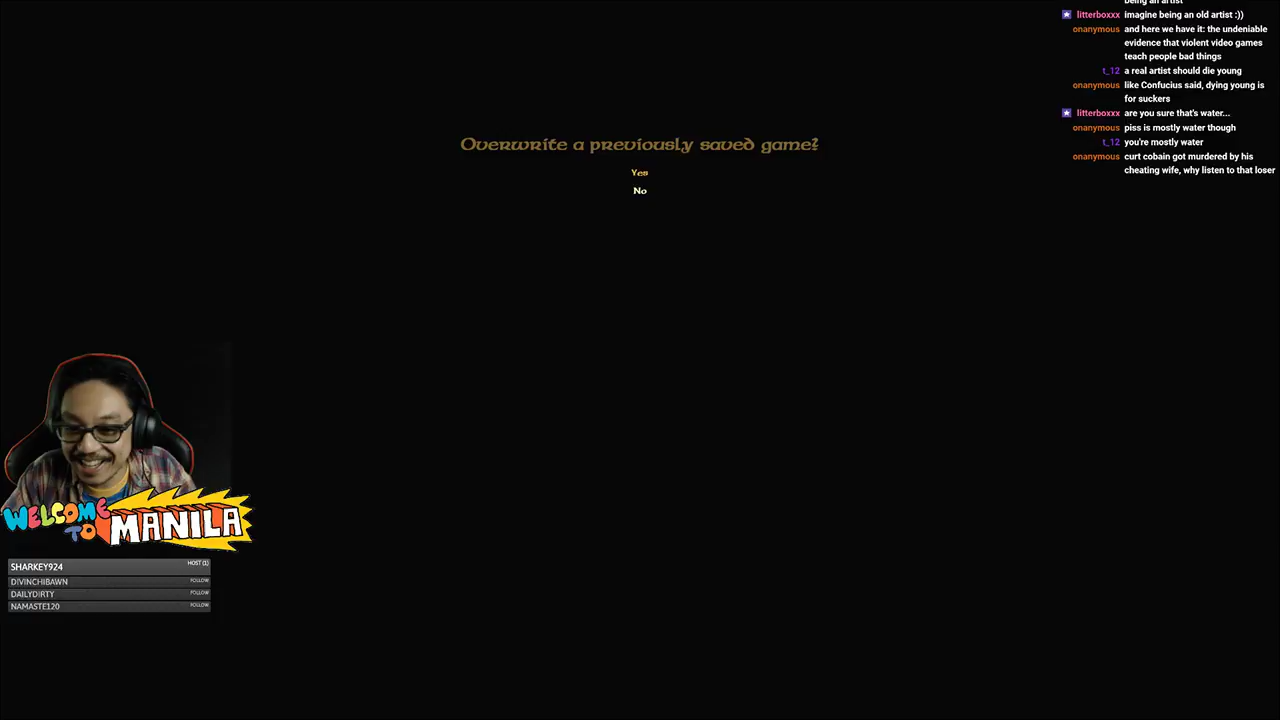 being an artist
litterboxxx imagine being an old artist :))
onanymous and here we have it: the undeniable
evidence that violent video games
teach people bad things
t_12 a real artist should die young
onanymous like Confucius said, dying young is
for suckers
litterboxxx are you sure that's water...
onanymous piss is mostly water though
t_12 you're mostly water
onanymous curt cobain got murdered by his
cheating wife, why listen to that loser
Overwrite a previously saved game?
Yes
No
WELCOME
TO
MANILA
SHARKEY924 HOST (1)
DIVINCHIBAWN FOLLOW
DAILYDIRTY FOLLOW
NAMASTE120 FOLLOW